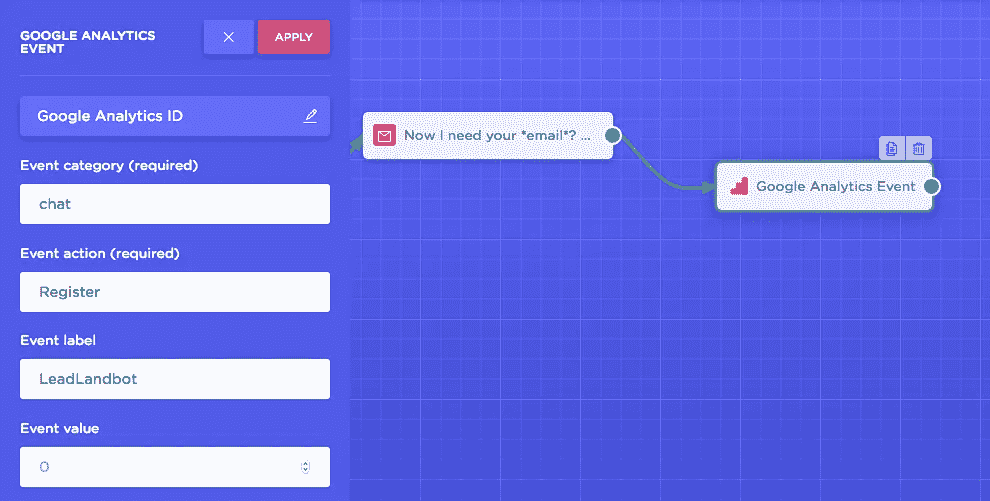 GOOGLE ANALYTICS
EVENT
APPLY
Google Analytics ID
Event category (required)
chat
Event action (required)
Register
Event label
LeadLandbot
Event value
0
Now I need your *email*? ...
Google Analytics Event